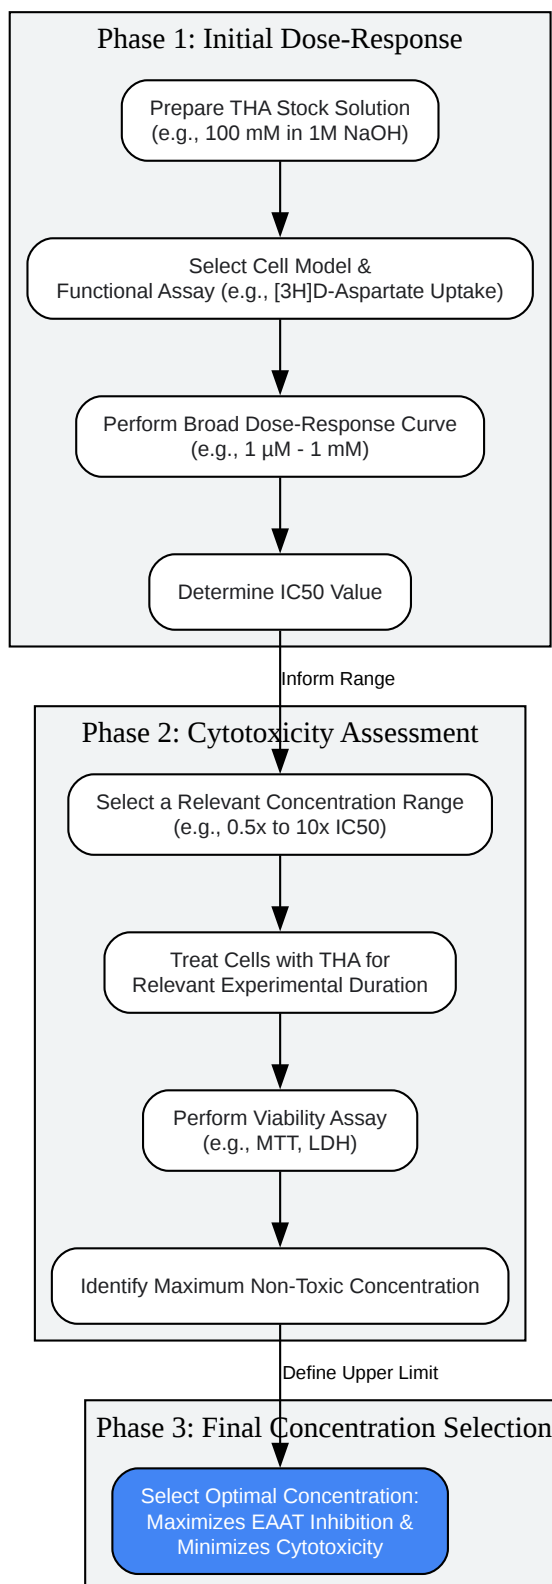 Phase 1: Initial Dose-Response
Prepare THA Stock Solution
(e.g., 100 mM in 1M NaOH)
Select Cell Model &
Functional Assay (e.g., [3H]D-Aspartate Uptake)
Perform Broad Dose-Response Curve
(e.g., 1 µM - 1 mM)
Determine IC50 Value
Inform Range
Phase 2: Cytotoxicity Assessment
Select a Relevant Concentration Range
(e.g., 0.5x to 10x IC50)
Treat Cells with THA for
Relevant Experimental Duration
Perform Viability Assay
(e.g., MTT, LDH)
Identify Maximum Non-Toxic Concentration
Define Upper Limit
Phase 3: Final Concentration Selection
Select Optimal Concentration:
Maximizes EAAT Inhibition &
Minimizes Cytotoxicity